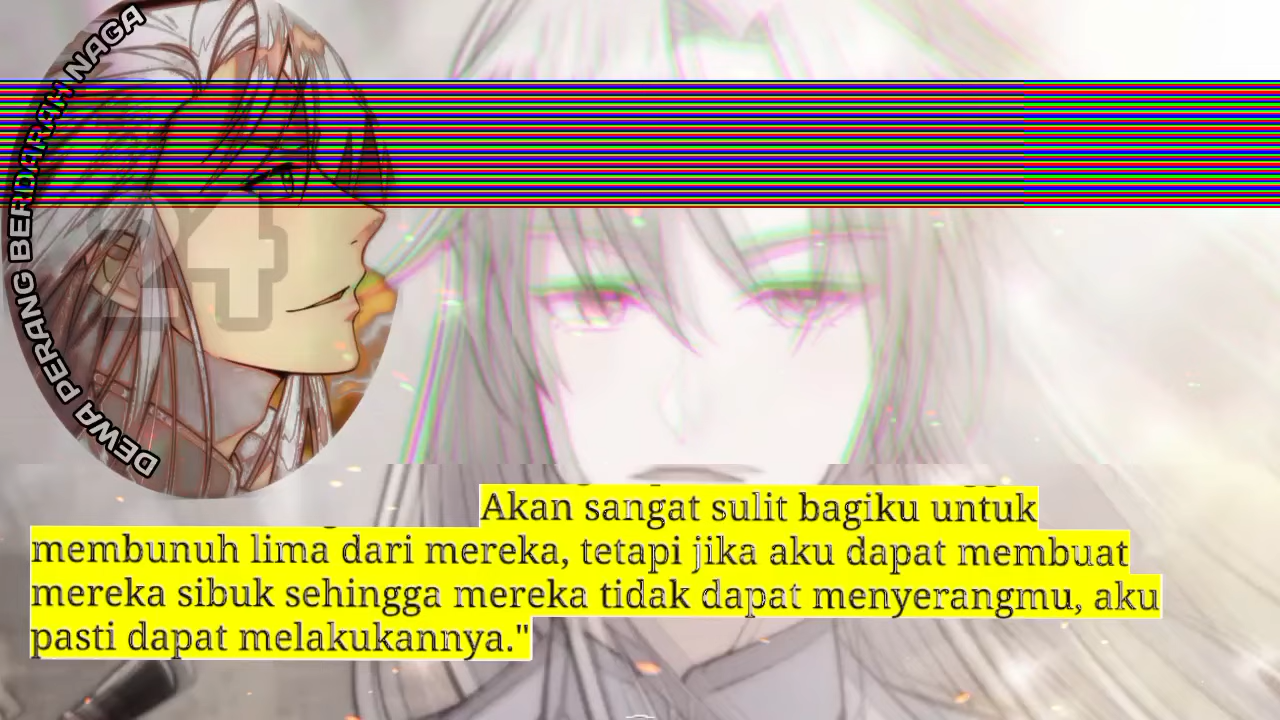 DEWA PERANG BERDARAH NAGA
24
Akan sangat sulit bagiku untuk
membunuh lima dari mereka, tetapi jika aku dapat membuat
mereka sibuk sehingga mereka tidak dapat menyerangmu, aku
pasti dapat melakukannya."